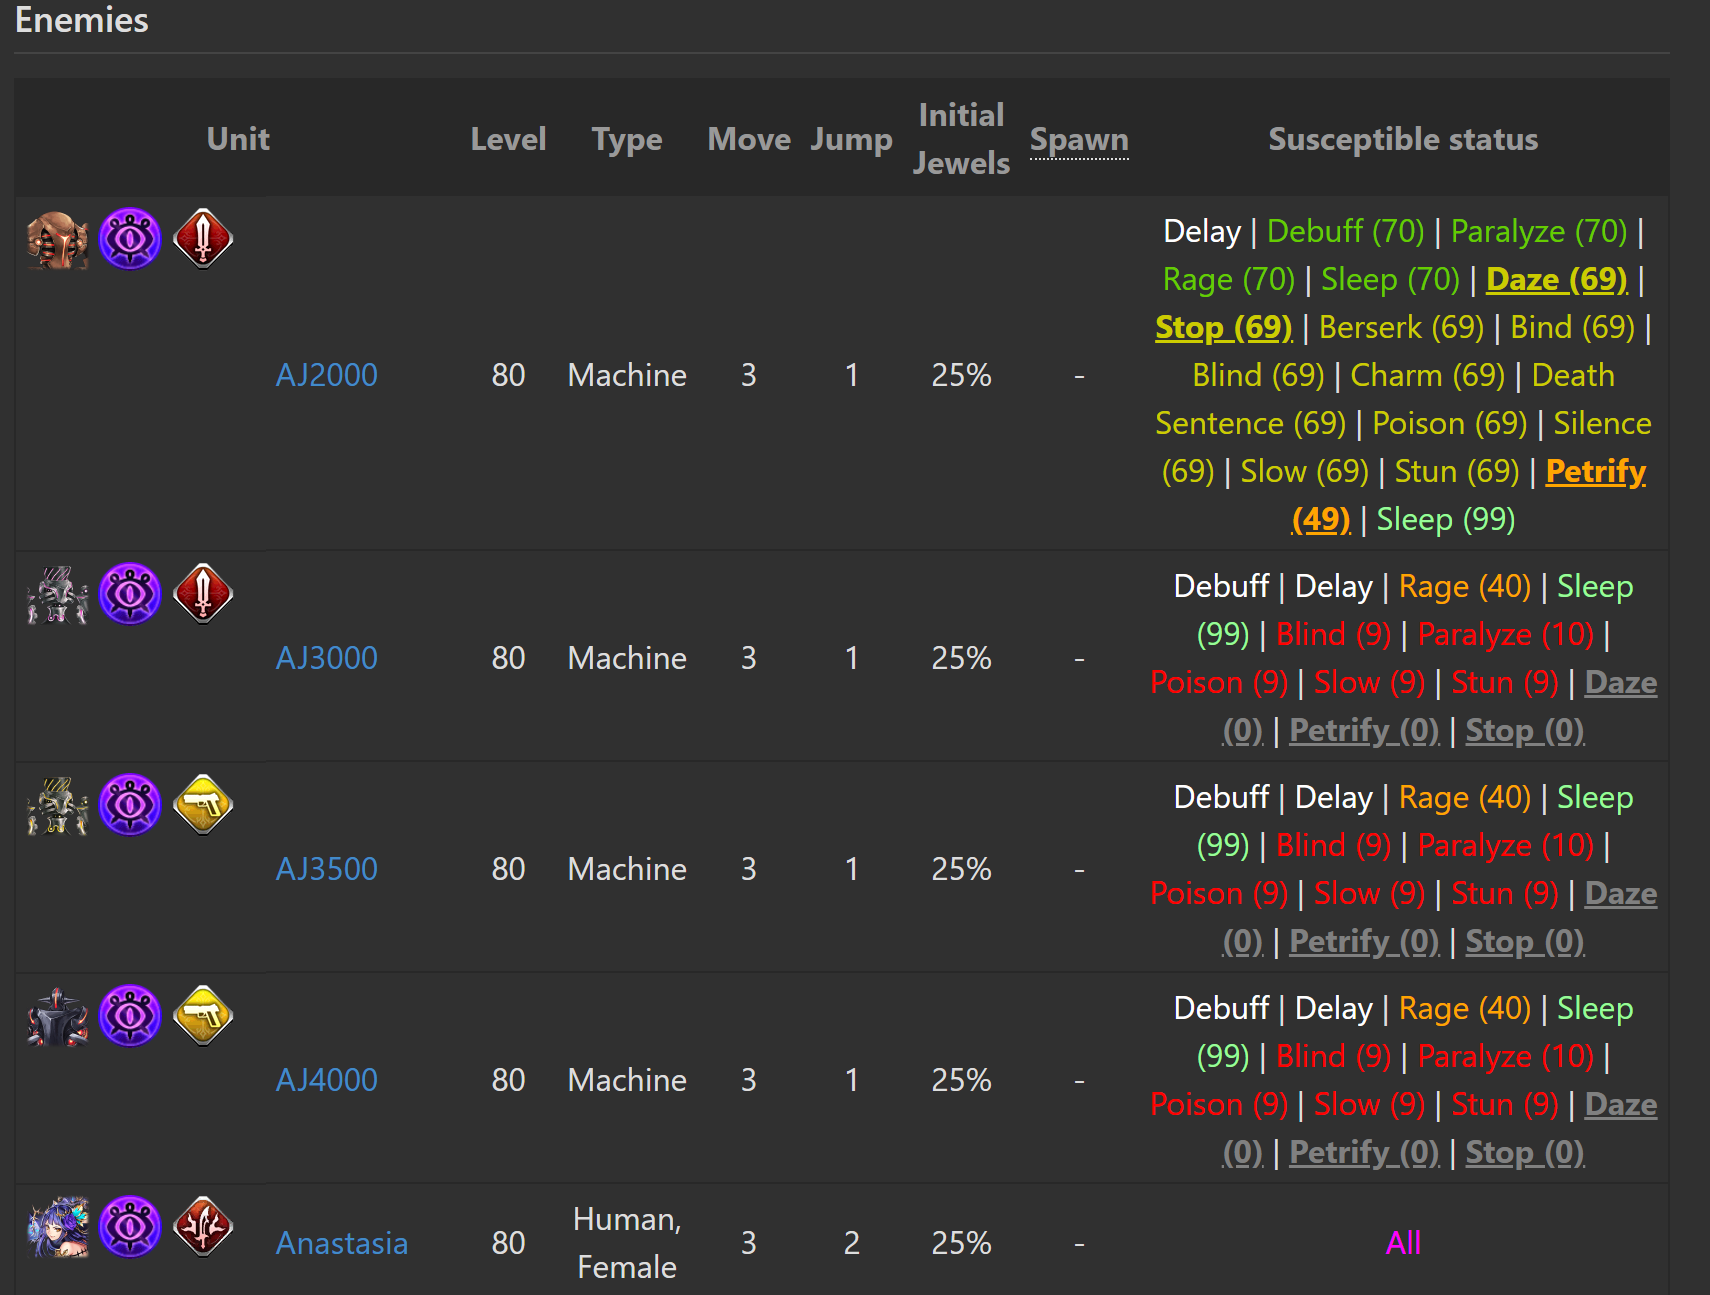 Enemies
Unit Level Type Move Jump Initial Jewels Spawn Susceptible status
Delay | Debuff (70) | Paralyze (70) |
Rage (70) | Sleep (70) | Daze (69) |
Stop (69) | Berserk (69) | Bind (69) |
AJ2000 80 Machine 3 1 25% - Blind (69) | Charm (69) | Death
Sentence (69) | Poison (69) | Silence
(69) | Slow (69) | Stun (69) | Petrify
(49) | Sleep (99)
Debuff | Delay | Rage (40) | Sleep
(99) | Blind (9) | Paralyze (10) |
AJ3000 80 Machine 3 1 25% -
Poison (9) | Slow (9) | Stun (9) | Daze
(0) | Petrify (0) | Stop (0)
Debuff | Delay | Rage (40) | Sleep
(99) | Blind (9) | Paralyze (10) |
AJ3500 80 Machine 3 1 25% -
Poison (9) | Slow (9) | Stun (9) | Daze
(0) | Petrify (0) | Stop (0)
Debuff | Delay | Rage (40) | Sleep
(99) | Blind (9) | Paralyze (10) |
AJ4000 80 Machine 3 1 25% -
Poison (9) | Slow (9) | Stun (9) | Daze
(0) | Petrify (0) | Stop (0)
Anastasia 80 Human, Female 3 2 25% - All